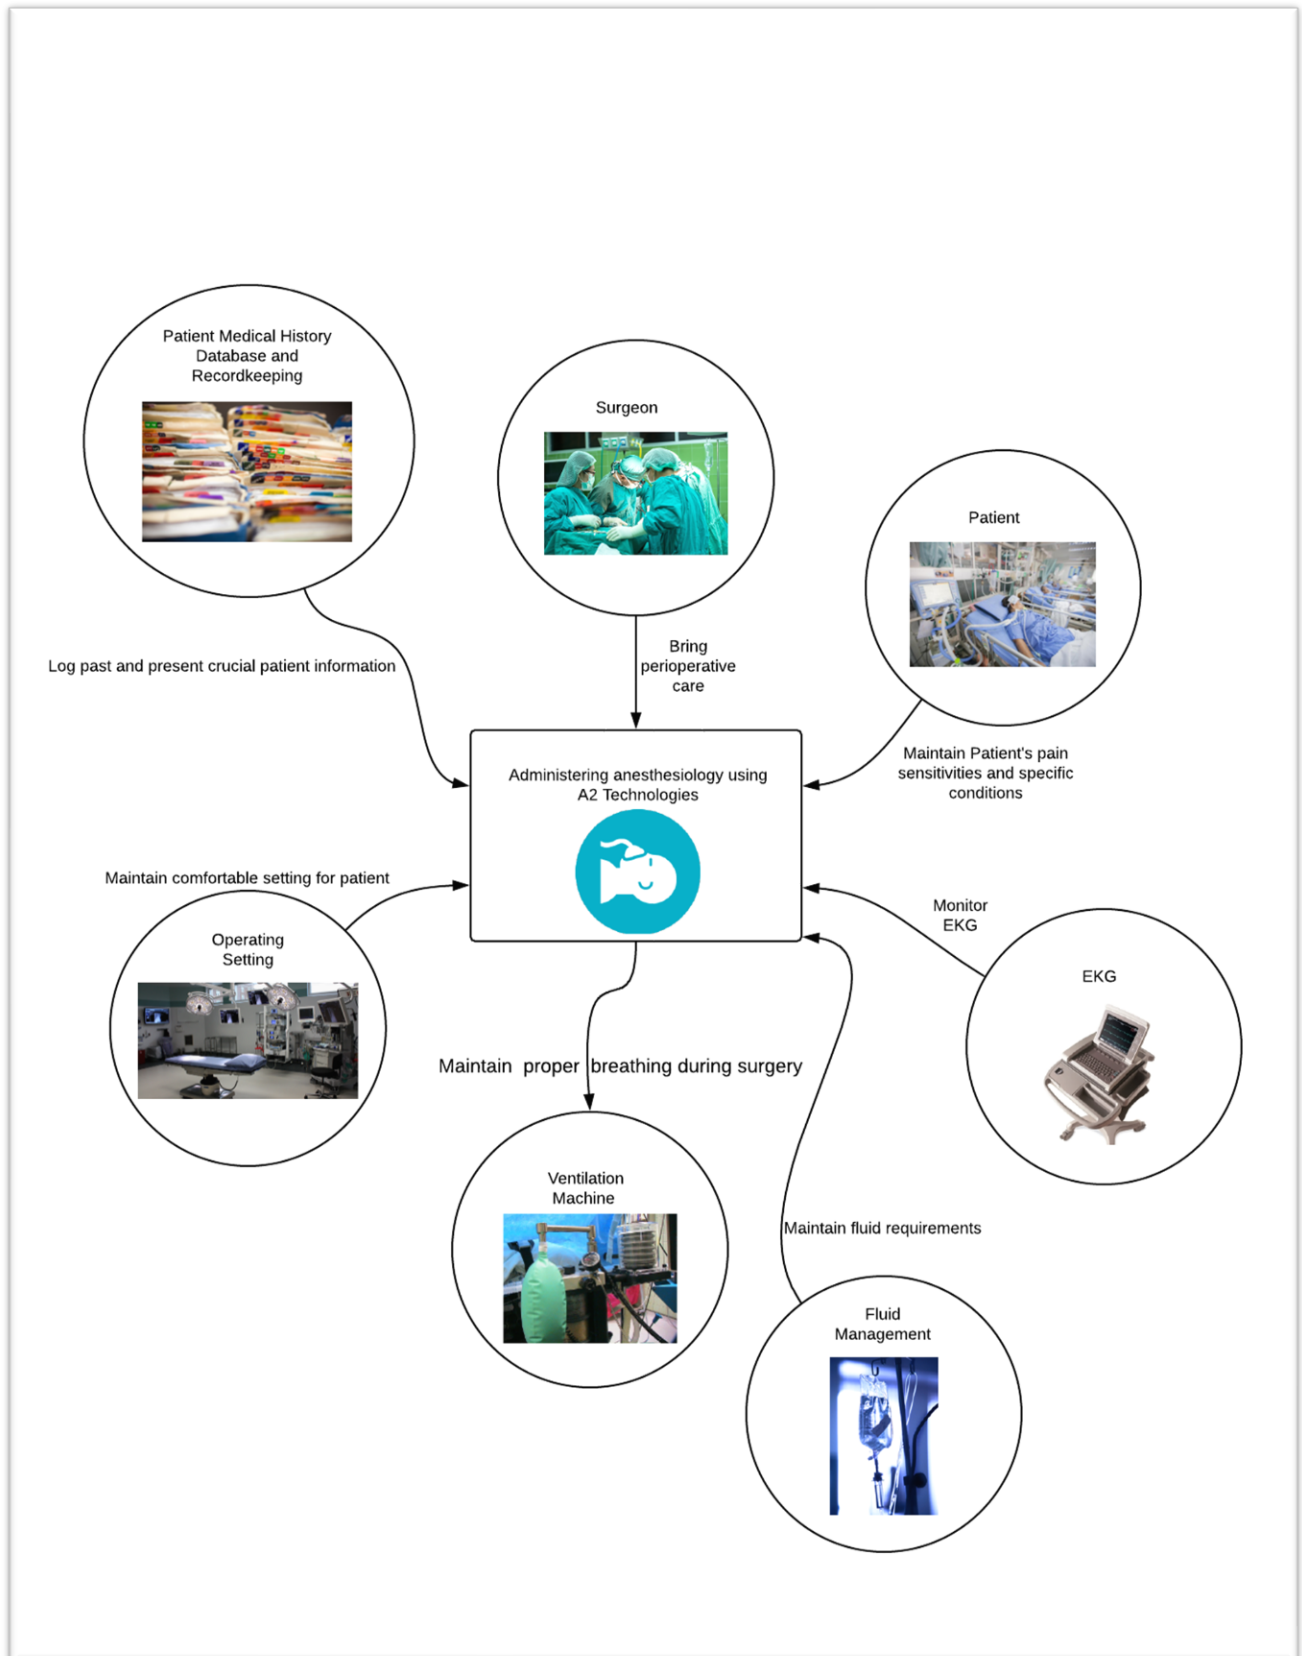 Patient Medical History
Database and
Recordkeeping
Surgeon
Patient
Log past and present crucial patient information
Bring
perioperative
care
Maintain Patient's pain
sensitivities and specific
conditions
Administering anesthesiology using
A2 Technologies
Maintain comfortable setting for patient
Operating
Setting
Monitor
EKG
EKG
Maintain proper breathing during surgery
Ventilation
Machine
Maintain fluid requirements
Fluid
Management